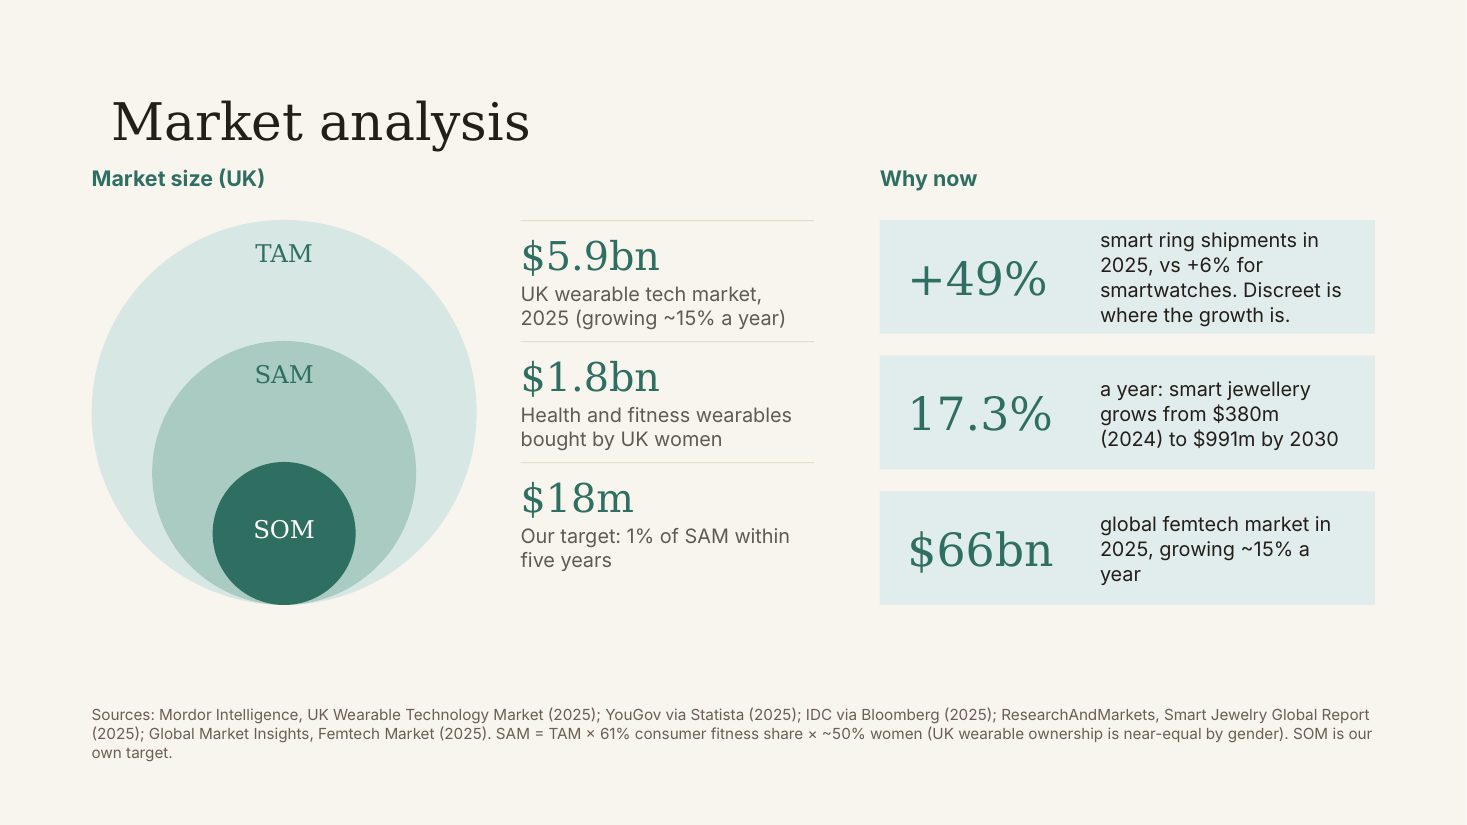 Market analysis
Market size (UK)
TAM
SAM
SOM
$5.9bn
UK wearable tech market,
2025 (growing ~15% a year)
$1.8bn
Health and fitness wearables
bought by UK women
$18m
Our target: 1% of SAM within
five years
Why now
+49%
smart ring shipments in
2025, vs +6% for
smartwatches. Discreet is
where the growth is.
17.3%
a year: smart jewellery
grows from $380m
(2024) to $991m by 2030
$66bn
global femtech market in
2025, growing ~15% a
year
Sources: Mordor Intelligence, UK Wearable Technology Market (2025); YouGov via Statista (2025); IDC via Bloomberg (2025); ResearchAndMarkets, Smart Jewelry Global Report
(2025); Global Market Insights, Femtech Market (2025). SAM = TAM × 61% consumer fitness share × ~50% women (UK wearable ownership is near-equal by gender). SOM is our
own target.